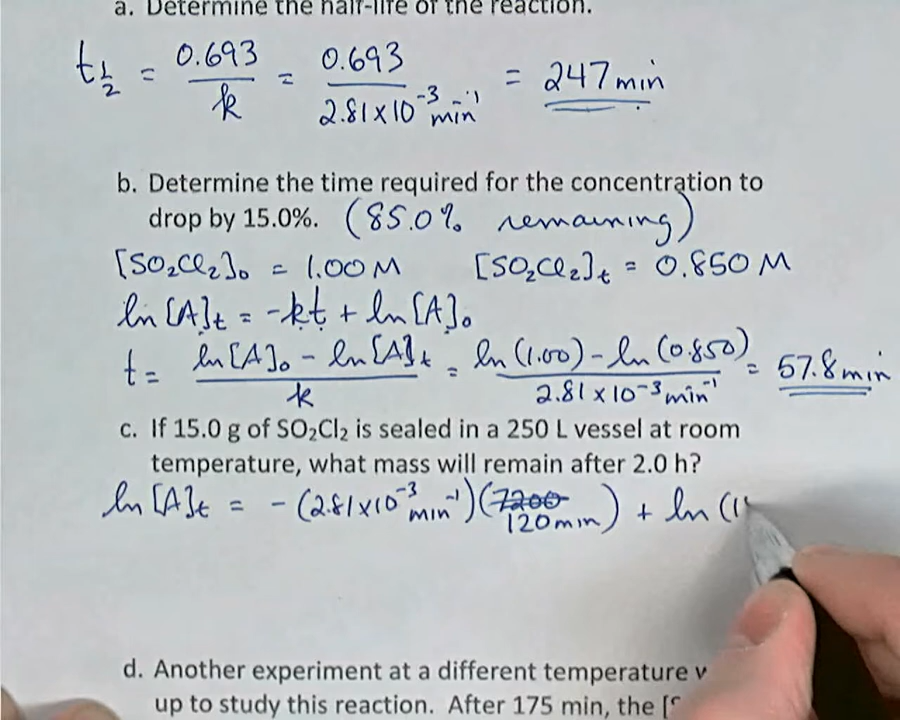 a. Determine the half-life of the reaction.
t½ = 0.693/k = 0.693/2.81x10⁻³ min⁻¹ = 247 min
b. Determine the time required for the concentration to
drop by 15.0%. (85.0% remaining)
[SO₂Cl₂]₀ = 1.00 M [SO₂Cl₂]t = 0.850 M
ln [A]t = -kt + ln [A]₀
t = ln [A]₀ - ln [A]t / k = ln (1.00) - ln (0.850) / 2.81 x 10⁻³ min⁻¹ = 57.8 min
c. If 15.0 g of SO₂Cl₂ is sealed in a 250 L vessel at room
temperature, what mass will remain after 2.0 h?
ln [A]t = - (2.81x10⁻³ min⁻¹)(7200 120 min) + ln (1
d. Another experiment at a different temperature
up to study this reaction. After 175 min, the [